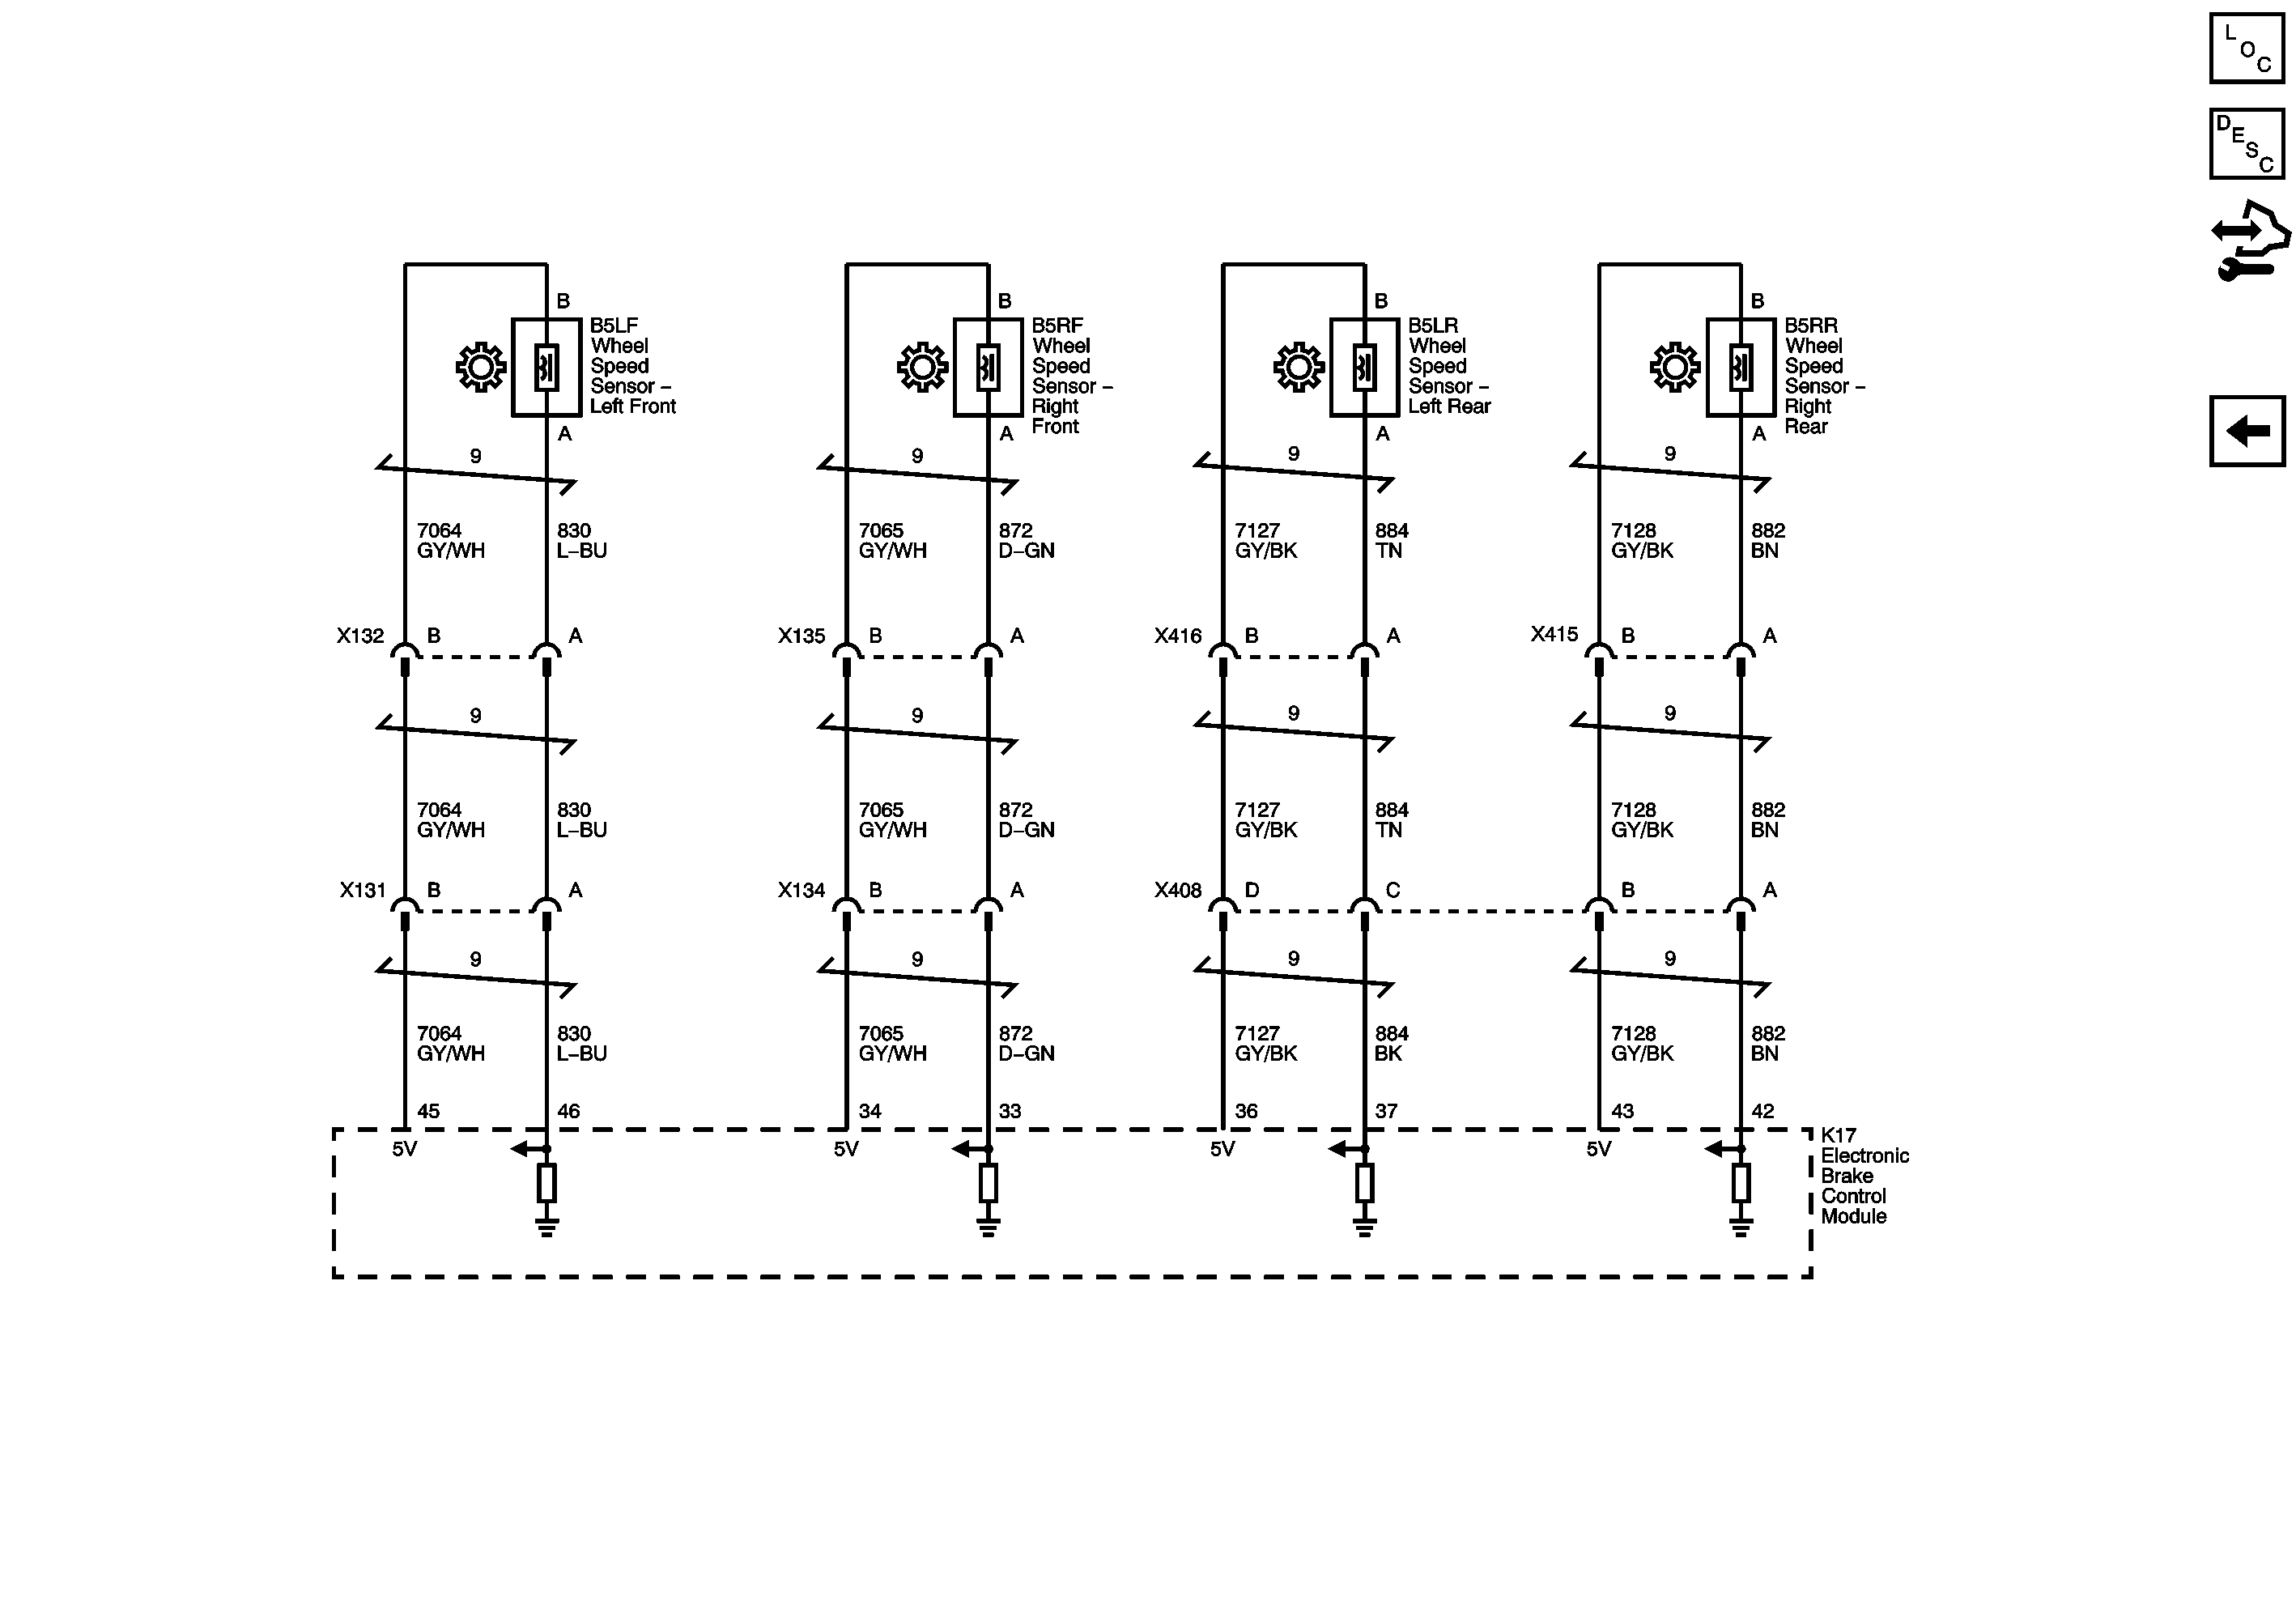 L
O
C
D
E
S
C
B B B B
B5LF
Wheel
Speed
Sensor –
Left Front
B5RF
Wheel
Speed
Sensor –
Right
Front
B5LR
Wheel
Speed
Sensor –
Left Rear
B5RR
Wheel
Speed
Sensor –
Right
Rear
A A A A
9 9 9 9
7064 830 7065 872 7127 884 7128 882
GY/WH L–BU GY/WH D–GN GY/BK TN GY/BK BN
X132 B A X135 B A X416 B A X415 B A
9 9 9 9
7064 830 7065 872 7127 884 7128 882
GY/WH L–BU GY/WH D–GN GY/BK TN GY/BK BN
X131 B A X134 B A X408 D C B A
9 9 9 9
7064 830 7065 872 7127 884 7128 882
GY/WH L–BU GY/WH D–GN GY/BK BK GY/BK BN
45 46 34 33 36 37 43 42
5V 5V 5V 5V
K17
Electronic
Brake
Control
Module